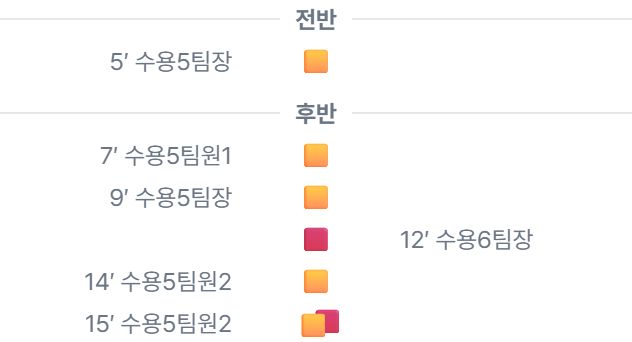 전반
5′ 수용5팀장
후반
7′ 수용5팀원1
9′ 수용5팀장
12′ 수용6팀장
14′ 수용5팀원2
15′ 수용5팀원2